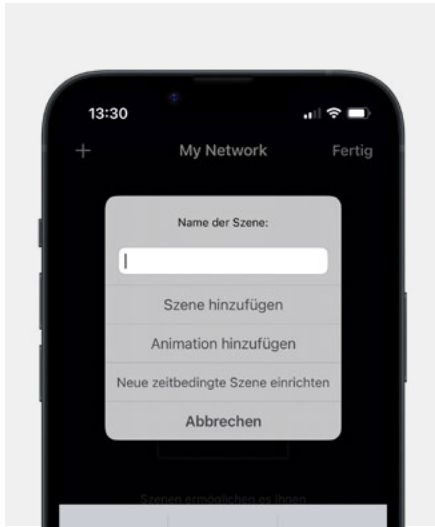 13:30
+ My Network Fertig
Name der Szene:
Szene hinzufügen
Animation hinzufügen
Neue zeitbedingte Szene einrichten
Abbrechen
Szenen ermöglichen es Ihnen